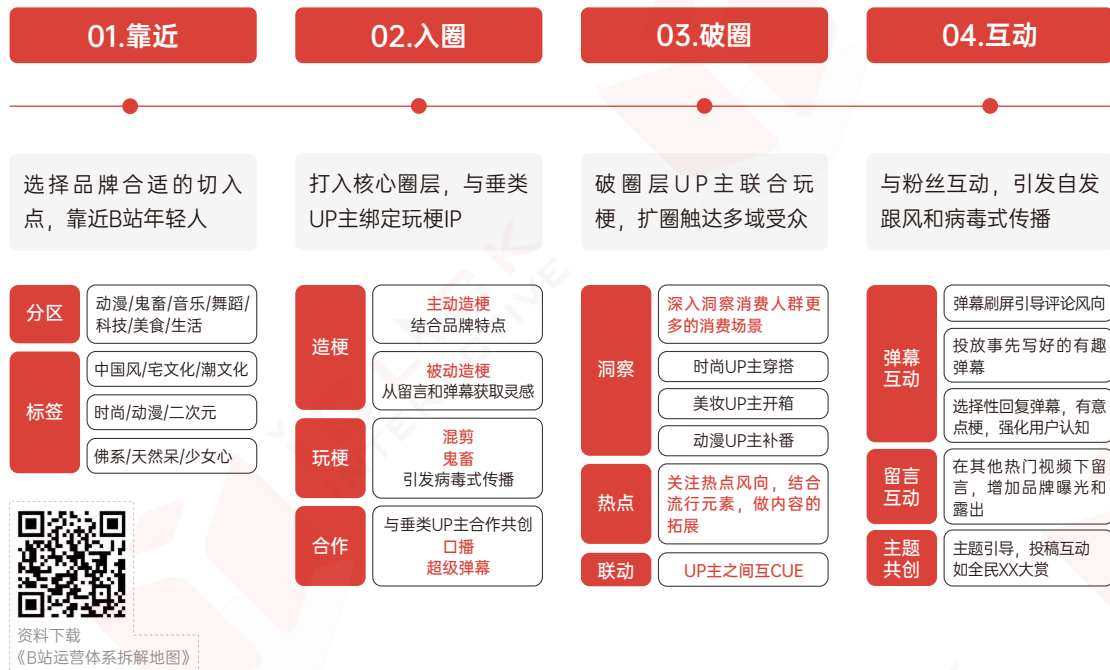 01.靠近
02.入圈
03.破圈
04.互动
选择品牌合适的切入
点，靠近B站年轻人
打入核心圈层，与垂类
UP主绑定玩梗IP
破圈层UP主联合玩
梗，扩圈触达多域受众
与粉丝互动，引发自发
跟风和病毒式传播
分区
动漫/鬼畜/音乐/舞蹈/
科技/美食/生活
标签
中国风/宅文化/潮文化
时尚/动漫/二次元
佛系/天然呆/少女心
造梗
主动造梗
结合品牌特点
被动造梗
从留言和弹幕获取灵感
玩梗
混剪
鬼畜
引发病毒式传播
合作
与垂类UP主合作共创
口播
超级弹幕
洞察
深入洞察消费人群更
多的消费场景
时尚UP主穿搭
美妆UP主开箱
动漫UP主补番
热点
关注热点风向，结合
流行元素，做内容的
拓展
联动
UP主之间互CUE
弹幕
互动
弹幕刷屏引导评论风向
投放事先写好的有趣
弹幕
选择性回复弹幕，有意
点梗，强化用户认知
留言
互动
在其他热门视频下留
言，增加品牌曝光和
露出
主题
共创
主题引导，投稿互动
如全民XX大赏
资料下载
《B站运营体系拆解地图》